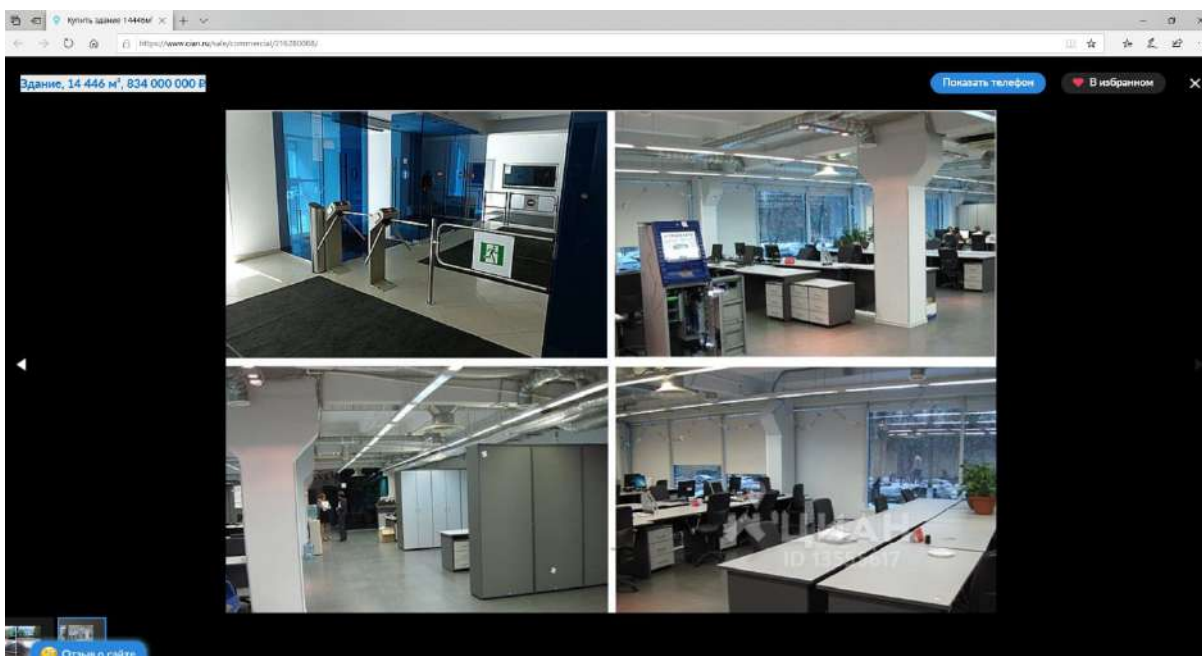 Купить здание 14446м²
https://www.cian.ru/sale/commercial/216280008/
Здание, 14 446 м², 834 000 000 ₽
Показать телефон
В избранном
ЦИАН
Отзыв о сайте